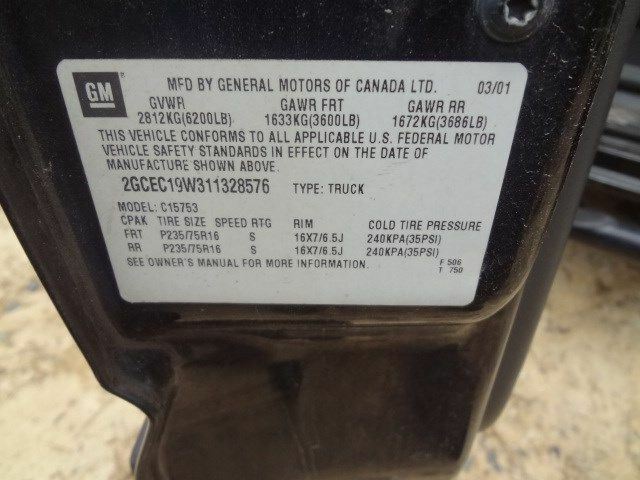 GM MFD BY GENERAL MOTORS OF CANADA LTD. 03/01
GVWR GAWR FRT GAWR RR
2812KG(6200LB) 1633KG(3600LB) 1672KG(3686LB)
THIS VEHICLE CONFORMS TO ALL APPLICABLE U.S. FEDERAL MOTOR
VEHICLE SAFETY STANDARDS IN EFFECT ON THE DATE OF
MANUFACTURE SHOWN ABOVE.
2GCEC19W311328576 TYPE: TRUCK
MODEL: C15753
CPAK TIRE SIZE SPEED RTG RIM COLD TIRE PRESSURE
FRT P235/75R16 S 16X7/6.5J 240KPA(35PSI)
RR P235/75R16 S 16X7/6.5J 240KPA(35PSI)
SEE OWNER'S MANUAL FOR MORE INFORMATION. F 506
T 750